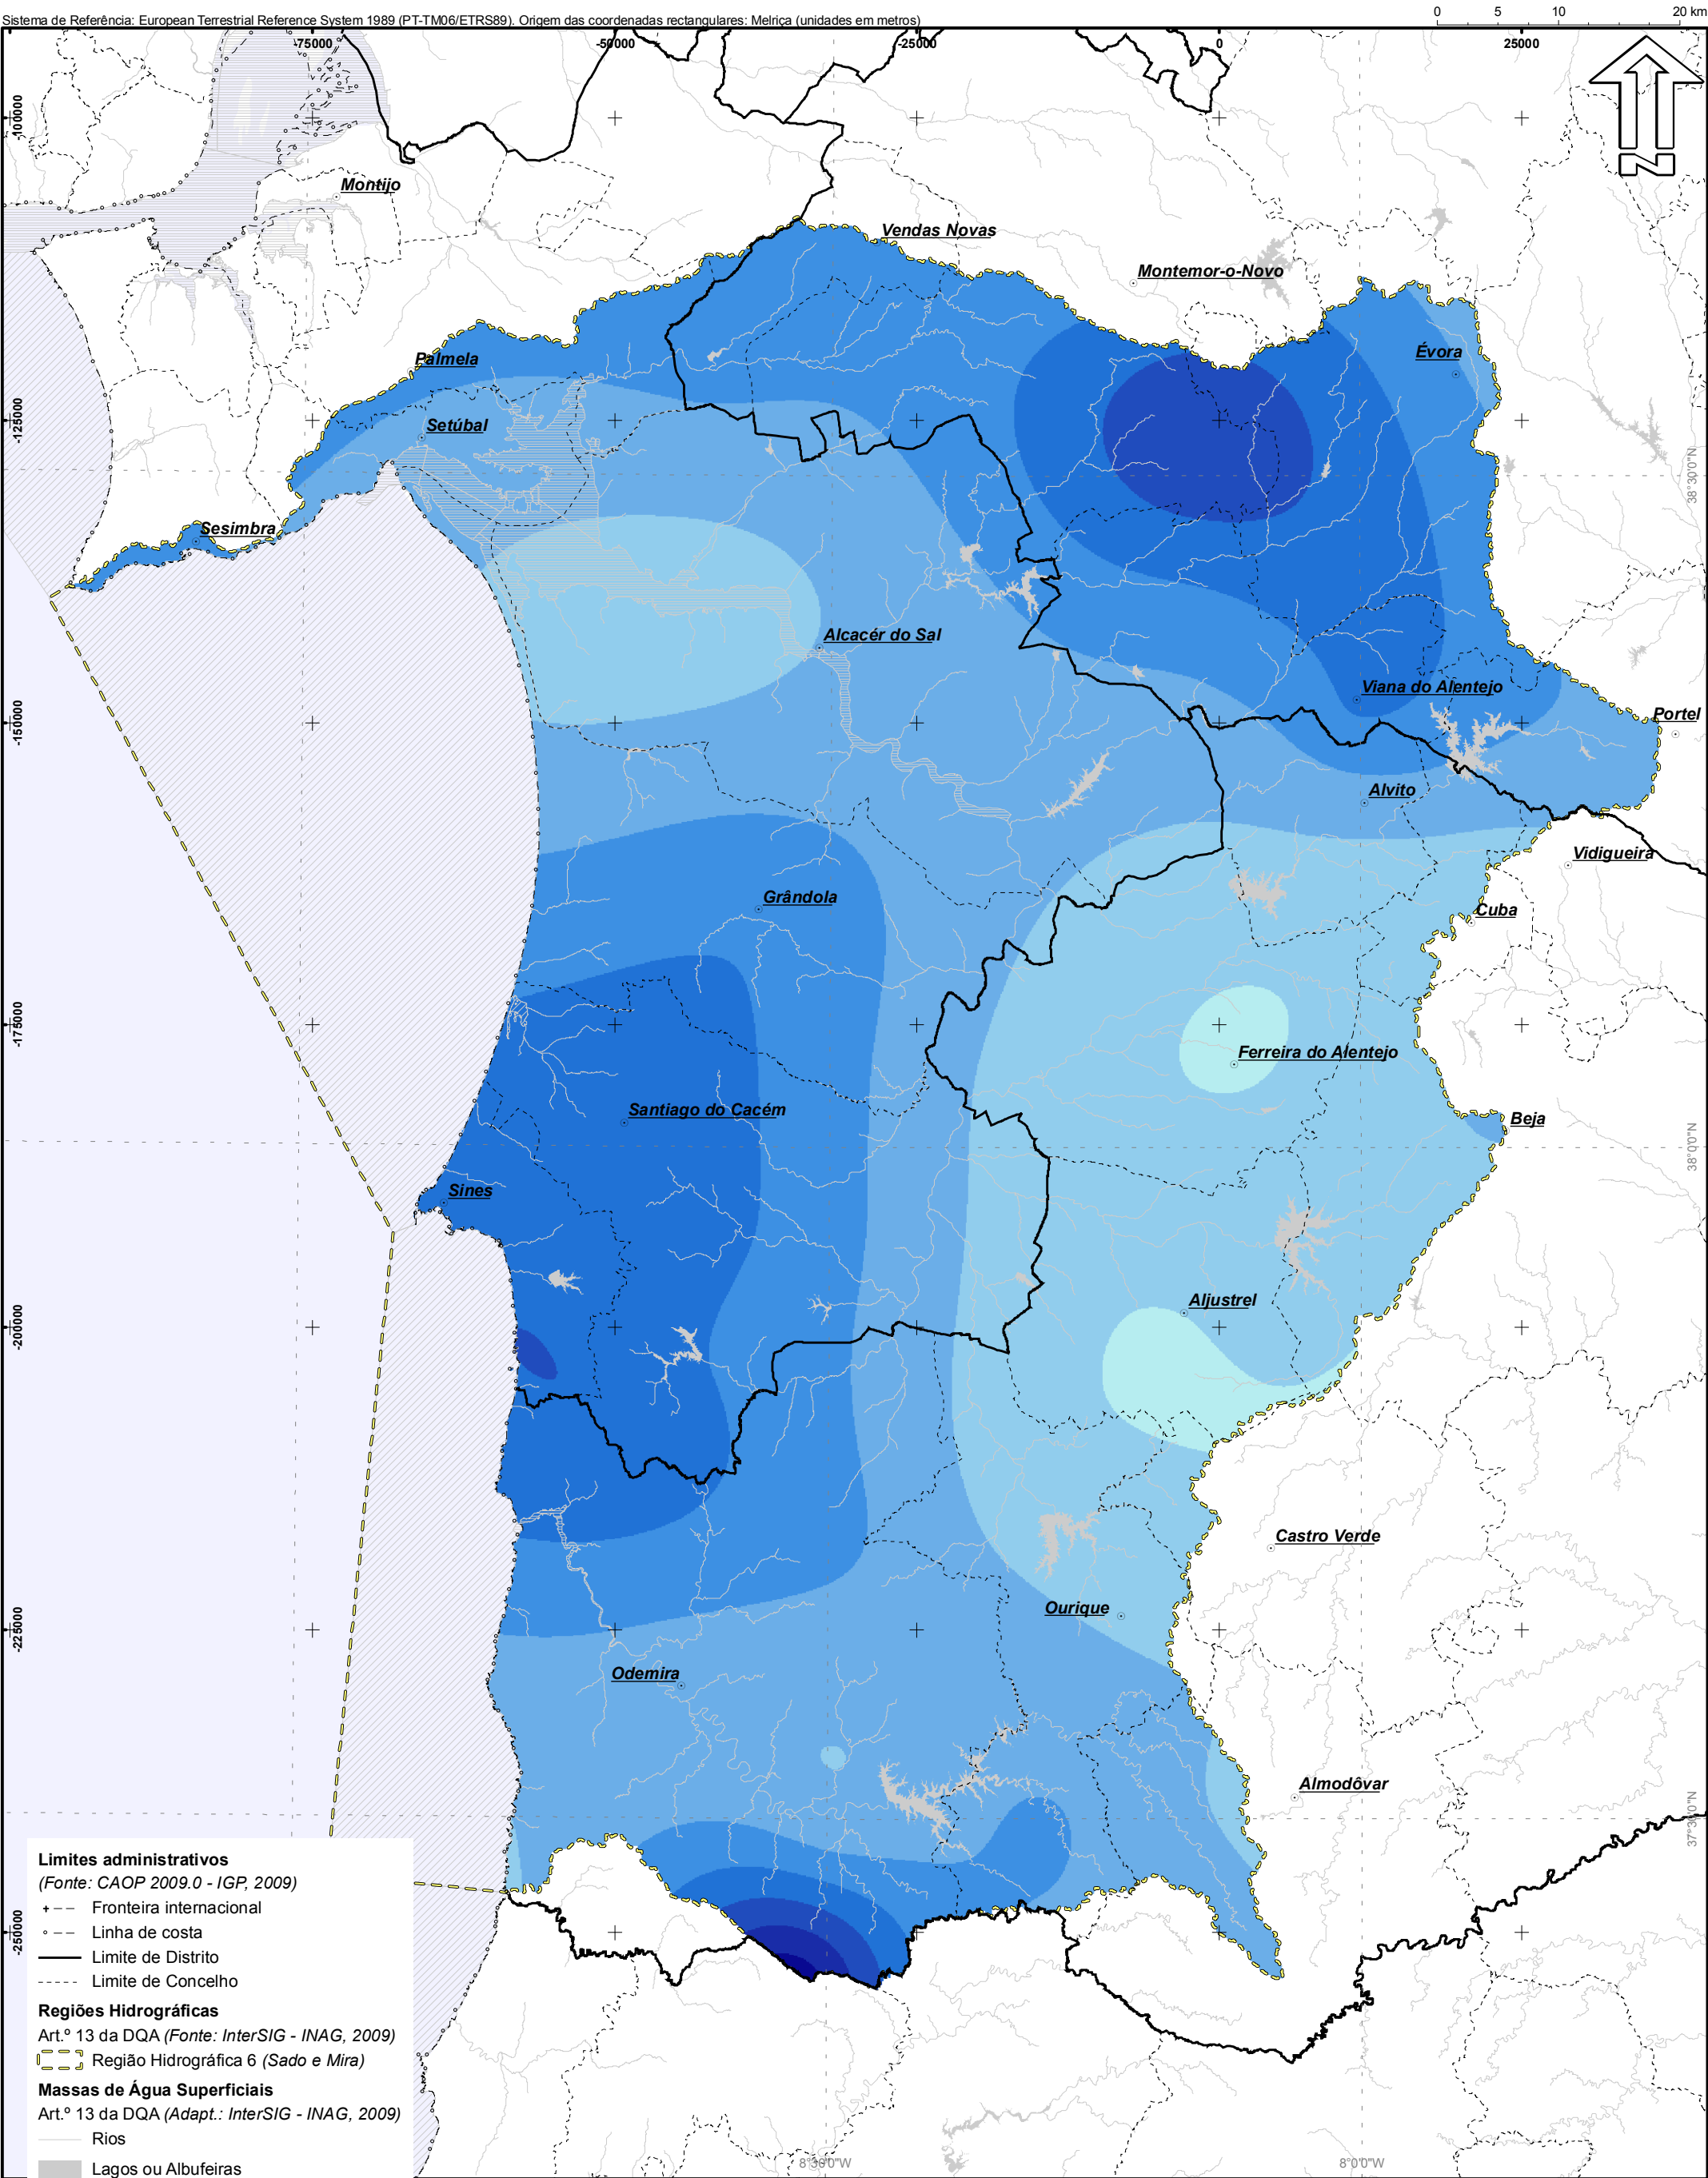 Sistema de Referência: European Terrestrial Reference System 1989 (PT-TM06/ETRS89). Origem das coordenadas rectangulares: Melriça (unidades em metros)
0 5 10 20 km
-75000 -50000 -25000 0 25000
-100000
Montijo
Vendas Novas
Montemor-o-Novo
N
Palmela
Évora
-125000
Setúbal
38°30'0"N
Sesimbra
Alcacér do Sal
Viana do Alentejo
-150000
Portel
Alvito
Vidigueira
Grândola
Cuba
-175000
Ferreira do Alentejo
Santiago do Cacém
Beja
38°0'0"N
Sines
Aljustrel
-200000
Castro Verde
Ourique
-225000
Odemira
Almodôvar
37°30'0"N
-250000
Limites administrativos
(Fonte: CAOP 2009.0 - IGP, 2009)
Fronteira internacional
Linha de costa
Limite de Distrito
Limite de Concelho
Regiões Hidrográficas
Art.º 13 da DQA (Fonte: InterSIG - INAG, 2009)
Região Hidrográfica 6 (Sado e Mira)
Massas de Água Superficiais
Art.º 13 da DQA (Adapt.: InterSIG - INAG, 2009)
Rios
Lagos ou Albufeiras
8°30'0"W 8°0'0"W